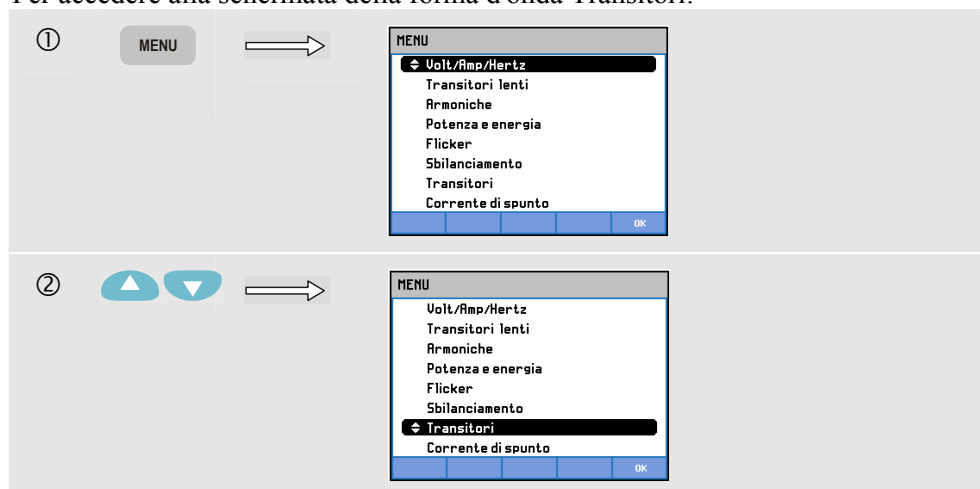 Per accedere una schermata della forma d'onda Transitori:
①
MENU
MENU
Volt/Amp/Hertz
Transitori lenti
Armoniche
Potenza e energia
Flicker
Sbilanciamento
Transitori
Corrente di spunto
OK
②
MENU
Volt/Amp/Hertz
Transitori lenti
Armoniche
Potenza e energia
Flicker
Sbilanciamento
Transitori
Corrente di spunto
OK